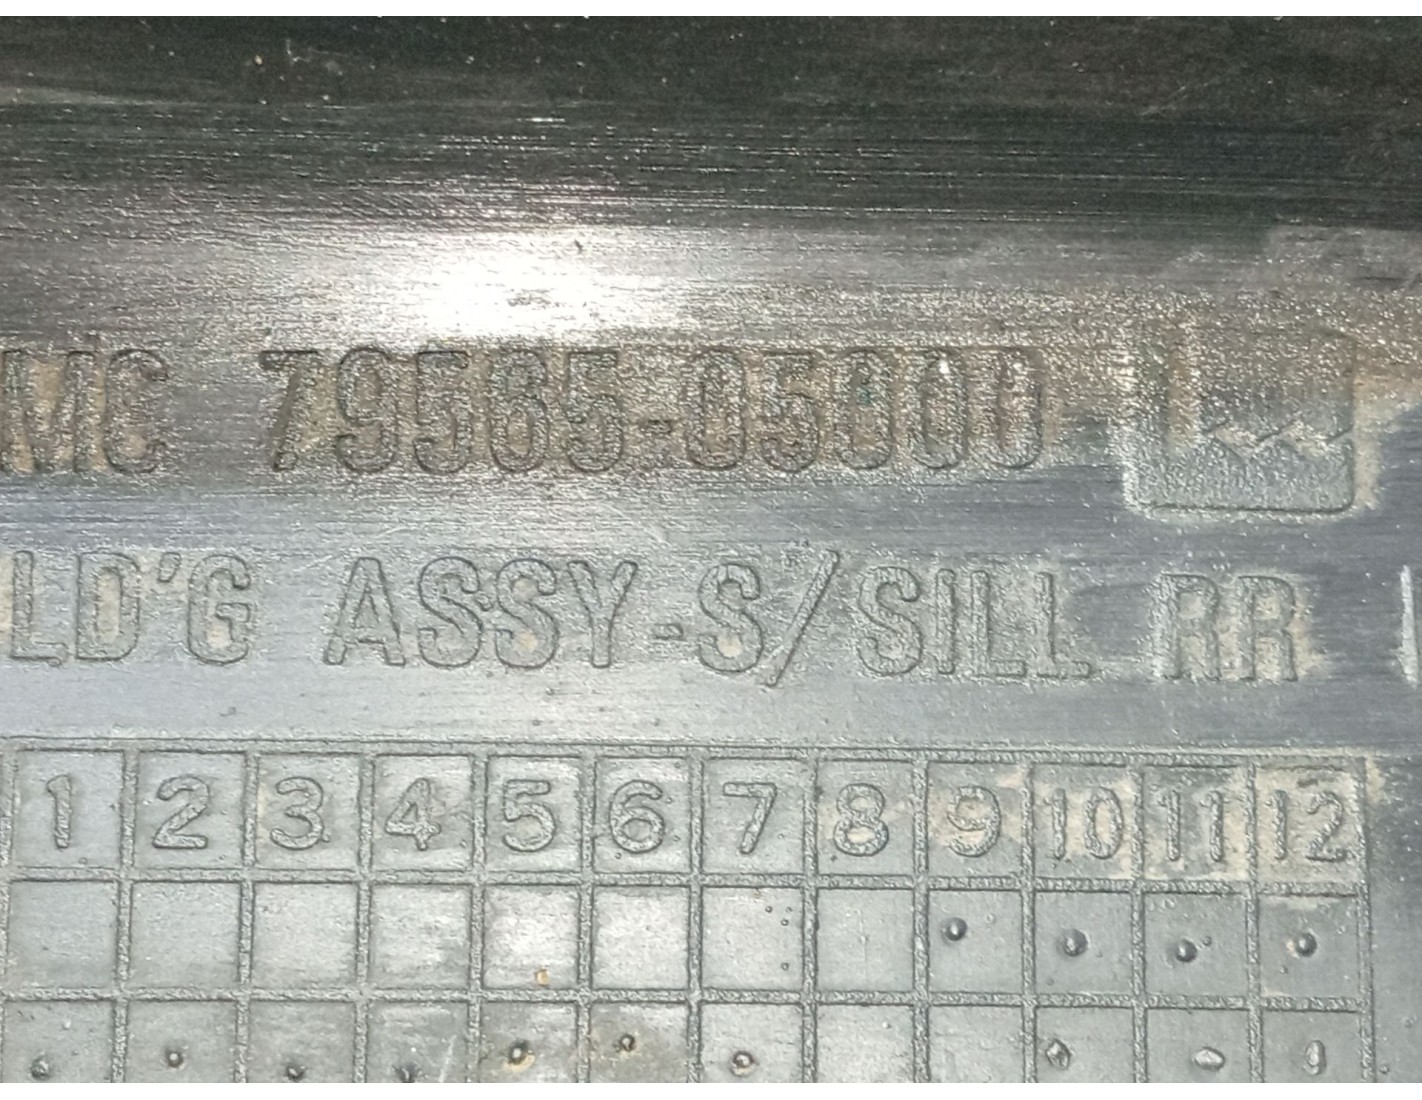 MC 79565-05000
LD'G ASSY-S/SILL RR
1 2 3 4 5 6 7 8 9 10 11 12